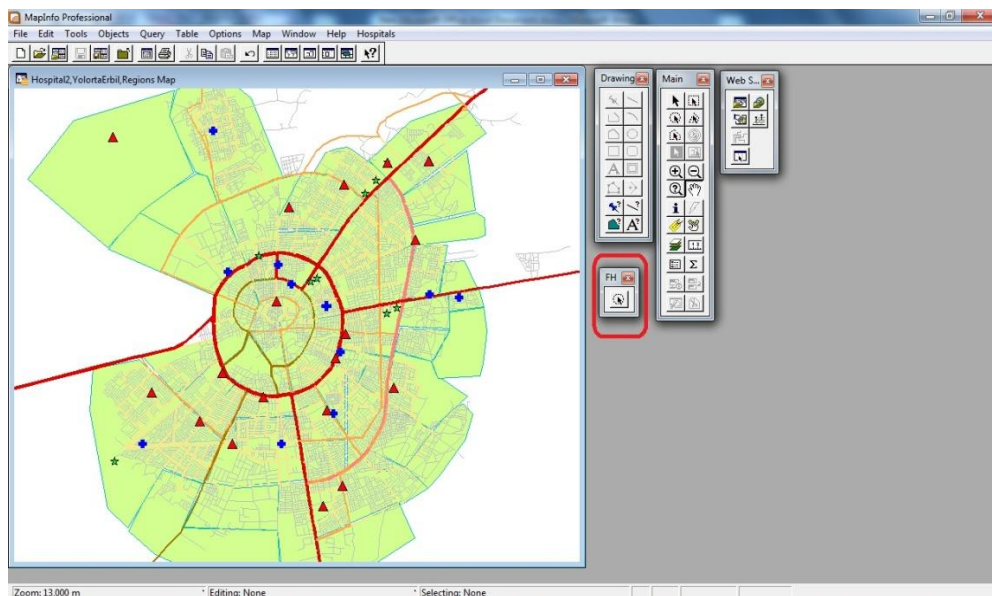 MapInfo Professional
File Edit Tools Objects Query Table Options Map Window Help Hospitals
Hospital2,YolortaErbil,Regions Map
Drawing
Main
Web S...
FH
Zoom: 13.000 m
Editing: None
Selecting: None